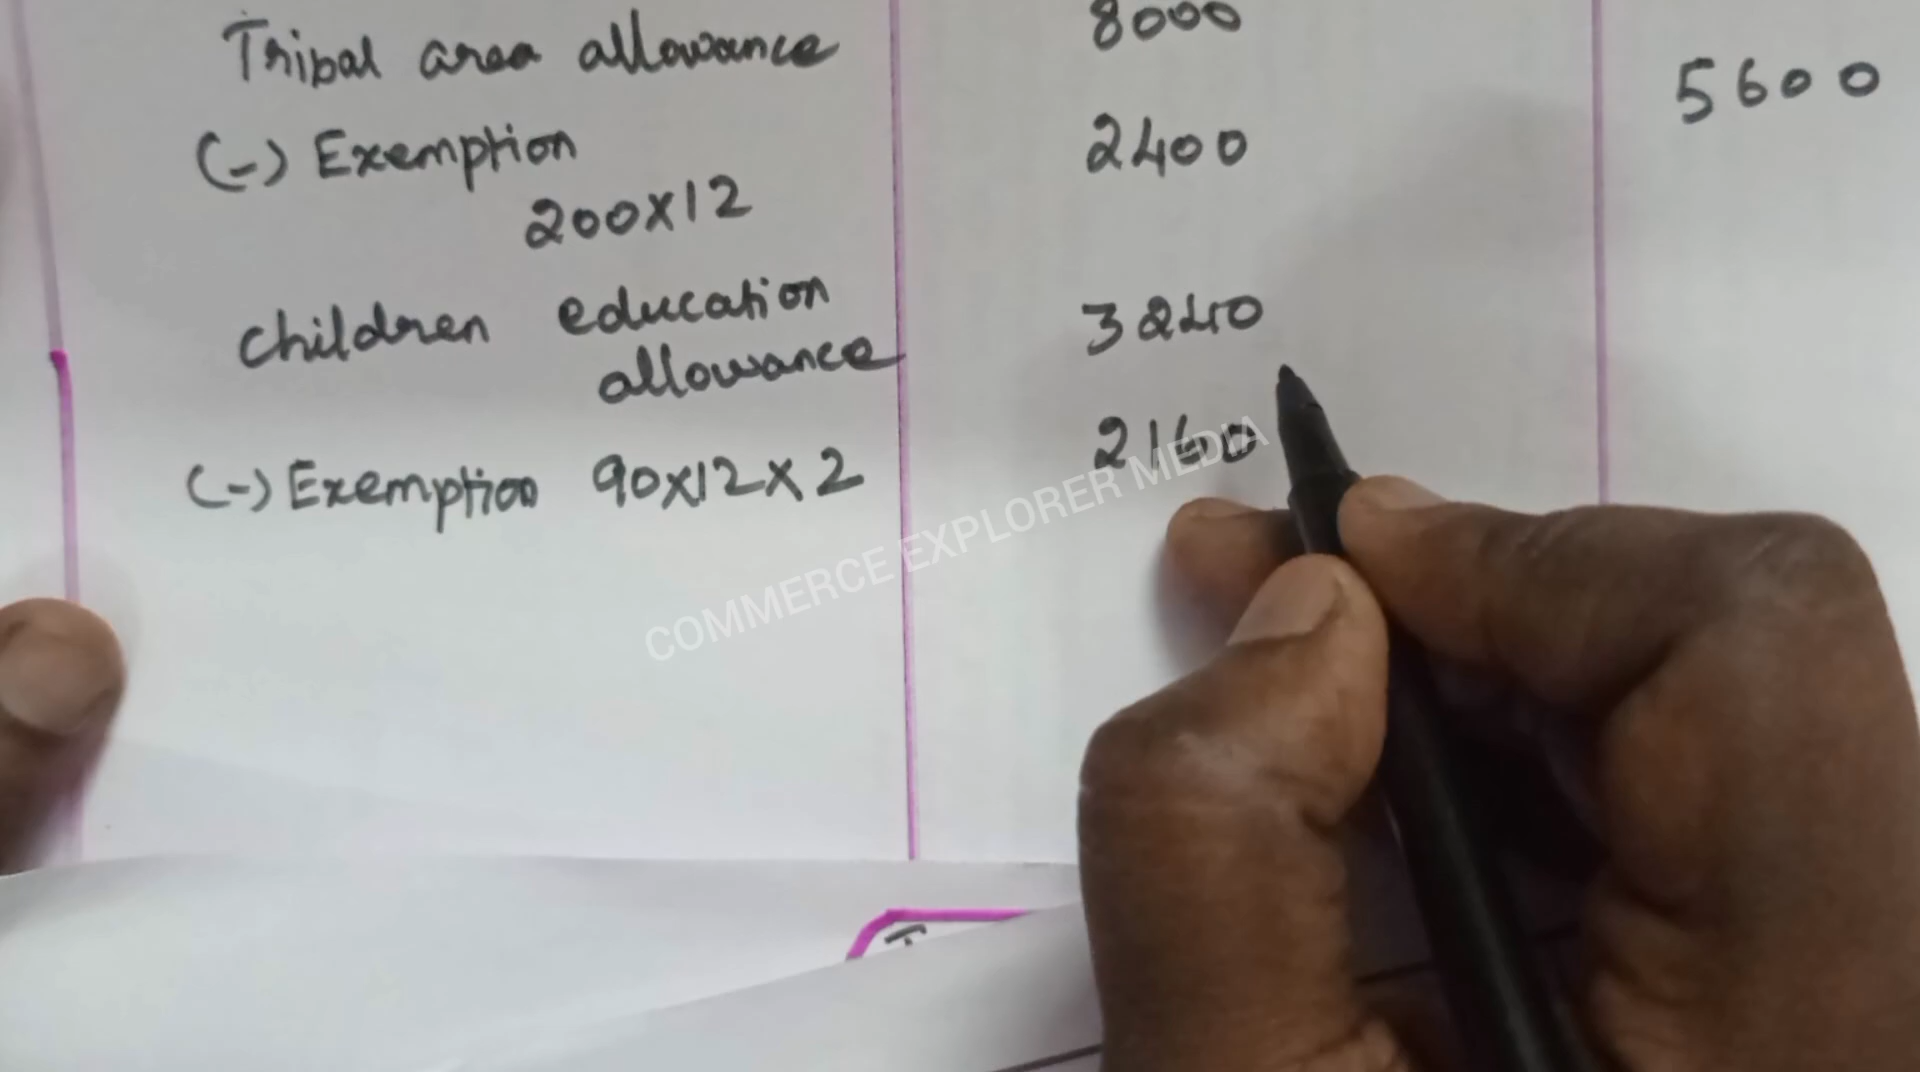 Tribal area allowance 8000
5600
(-) Exemption 2400
200x12
Children education 3240
allowance
(-) Exemption 90x12x2 2160
COMMERCE EXPLORER MEDIA